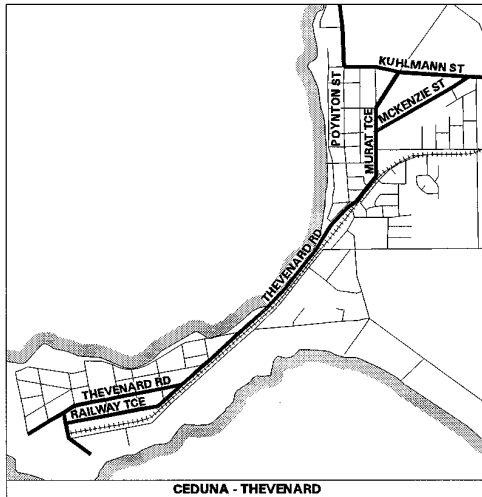 KUHLMANN ST
POYNTON ST
MURAT TCE
MCKENZIE ST
THEVENARD RD
THEVENARD RD
RAILWAY TCE
CEDUNA - THEVENARD